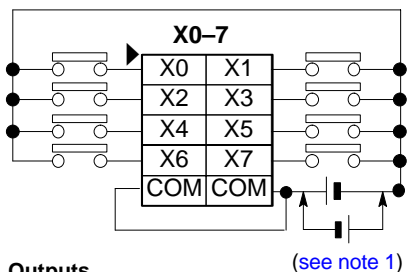 X0–7
X0 X1
X2 X3
X4 X5
X6 X7
COM COM
(see note 1)
Outputs